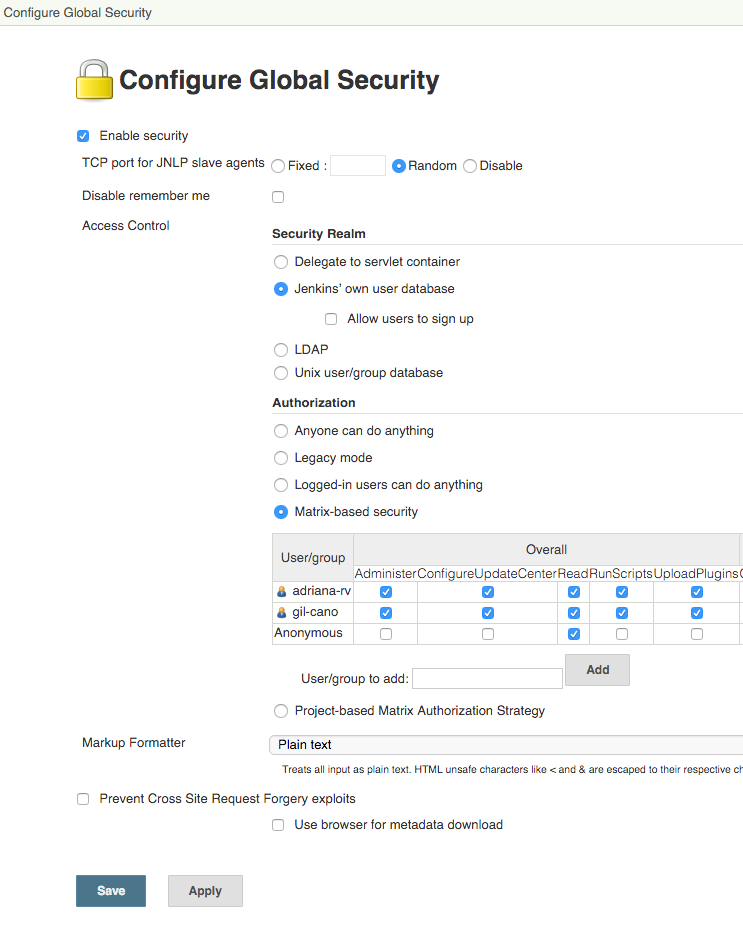 Configure Global Security
Configure Global Security
Enable security
TCP port for JNLP slave agents Fixed : Random Disable
Disable remember me
Access Control
Security Realm
Delegate to servlet container
Jenkins' own user database
Allow users to sign up
LDAP
Unix user/group database
Authorization
Anyone can do anything
Legacy mode
Logged-in users can do anything
Matrix-based security
User/group Overall
Administer ConfigureUpdateCenter Read RunScripts UploadPlugins
adriana-rv
gil-cano
Anonymous
User/group to add: Add
Project-based Matrix Authorization Strategy
Markup Formatter Plain text
Treats all input as plain text. HTML unsafe characters like < and & are escaped to their respective
Prevent Cross Site Request Forgery exploits
Use browser for metadata download
Save Apply